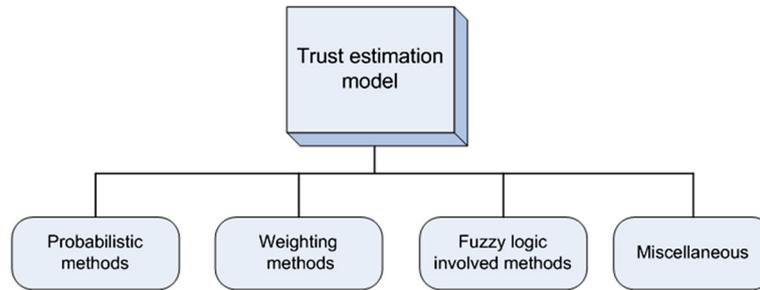 Trust estimation
model
Probabilistic
methods
Weighting
methods
Fuzzy logic
involved methods
Miscellaneous